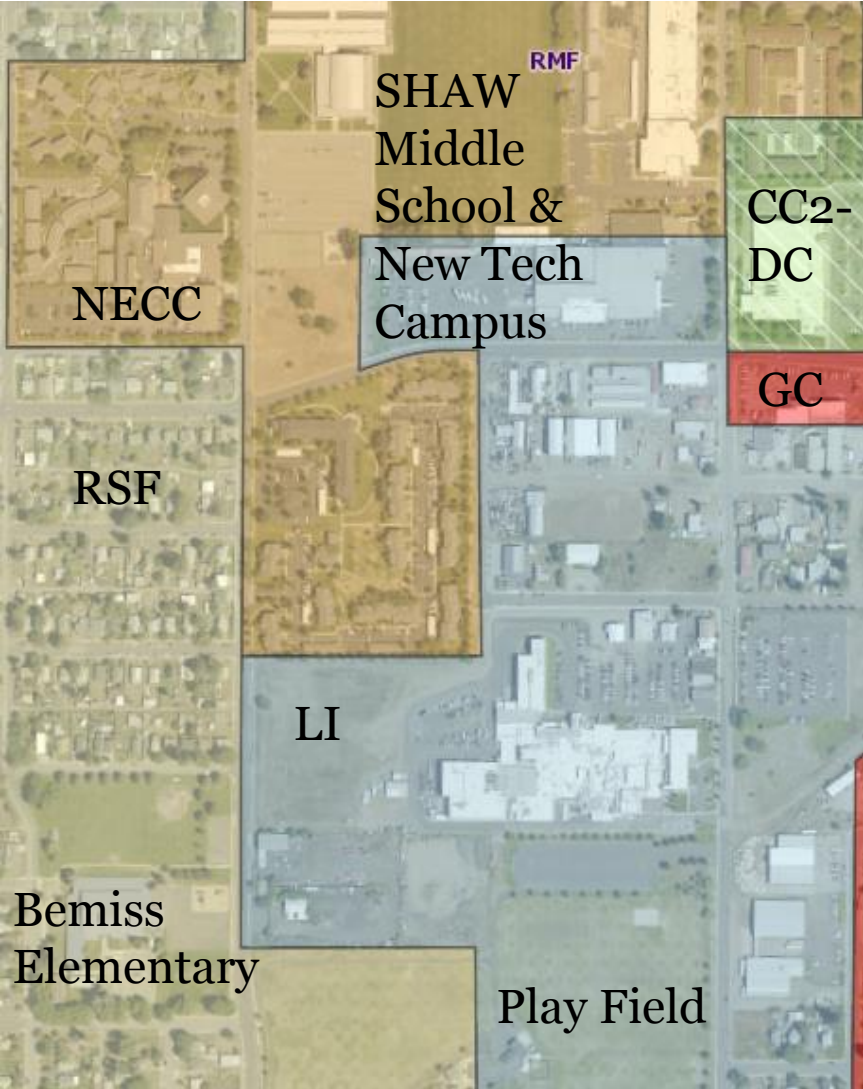 RMF
SHAW
Middle
School &
New Tech
Campus
CC2-
DC
NECC
GC
RSF
LI
Bemiss
Elementary
Play Field